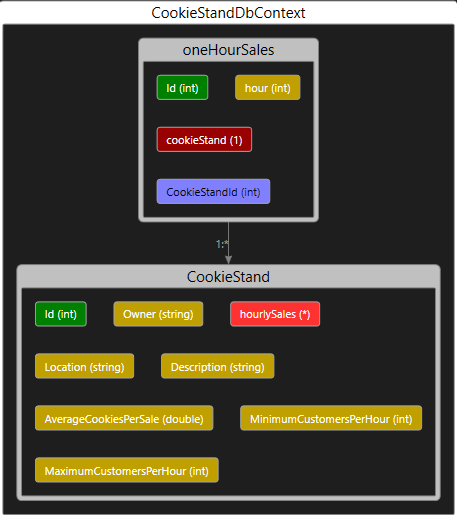 CookieStandDbContext
oneHourSales
Id (int) hour (int)
cookieStand (1)
CookieStandId (int)
1:*
CookieStand
Id (int) Owner (string) hourlySales (*)
Location (string) Description (string)
AverageCookiesPerSale (double) MinimumCustomersPerHour (int)
MaximumCustomersPerHour (int)